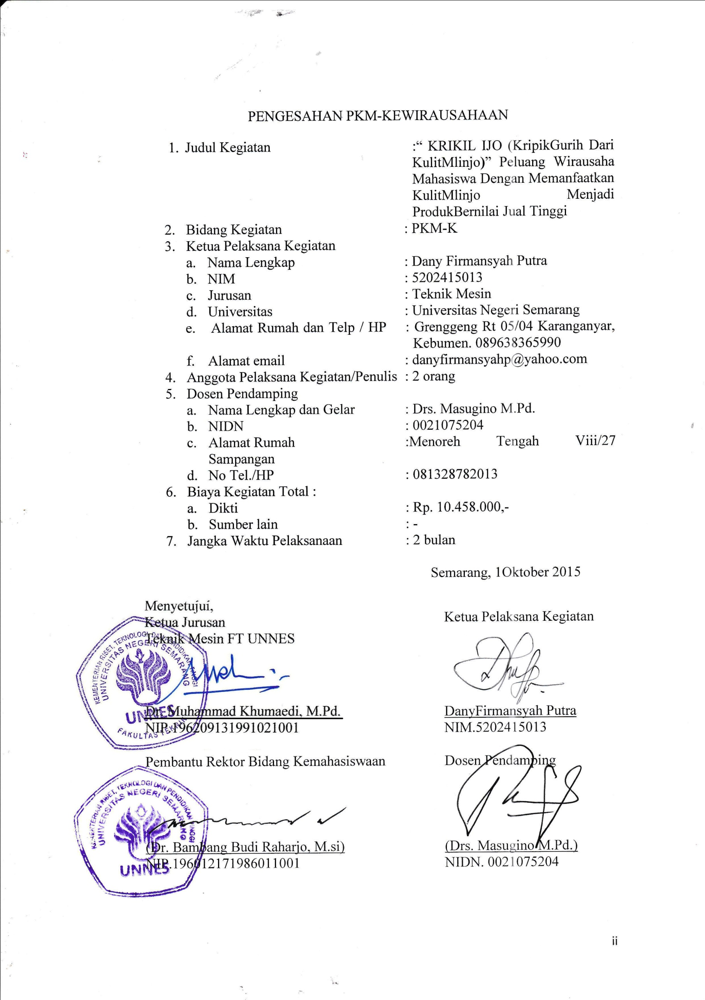 PENGESAHAN PKM-KEWIRAUSAHAAN
1. Judul Kegiatan :“ KRIKIL IJO (KripikGurih Dari
KulitMlinjo)” Peluang Wirausaha
Mahasiswa Dengan Memanfaatkan
KulitMlinjo Menjadi
ProdukBernilai Jual Tinggi
2. Bidang Kegiatan : PKM-K
3. Ketua Pelaksana Kegiatan
a. Nama Lengkap : Dany Firmansyah Putra
b. NIM : 5202415013
c. Jurusan : Teknik Mesin
d. Universitas : Universitas Negeri Semarang
e. Alamat Rumah dan Telp / HP : Grenggeng Rt 05/04 Karanganyar,
Kebumen. 089638365990
f. Alamat email : danyfirmansyahp@yahoo.com
4. Anggota Pelaksana Kegiatan/Penulis : 2 orang
5. Dosen Pendamping
a. Nama Lengkap dan Gelar : Drs. Masugino M.Pd.
b. NIDN : 0021075204
c. Alamat Rumah :Menoreh Tengah Viii/27
Sampangan
d. No Tel./HP : 081328782013
6. Biaya Kegiatan Total :
a. Dikti : Rp. 10.458.000,-
b. Sumber lain : -
7. Jangka Waktu Pelaksanaan : 2 bulan
Semarang, 1Oktober 2015
Menyetujui,
Ketua Jurusan
Teknik Mesin FT UNNES
Ketua Pelaksana Kegiatan
KEMENTERIAN RISET, TEKNOLOGI DAN PENDIDIKAN TINGGI
UNIVERSITAS NEGERI SEMARANG
UNNES
FAKULTAS TEKNIK
Dr. Muhammad Khumaedi, M.Pd.
NIP.196209131991021001
DanyFirmansyah Putra
NIM.5202415013
Pembantu Rektor Bidang Kemahasiswaan
Dosen Pendamping
KEMENTERIAN RISET, TEKNOLOGI DAN PENDIDIKAN TINGGI
UNIVERSITAS NEGERI SEMARANG
UNNES
(Dr. Bambang Budi Raharjo, M.si)
NIP.196012171986011001
(Drs. Masugino M.Pd.)
NIDN. 0021075204
ii